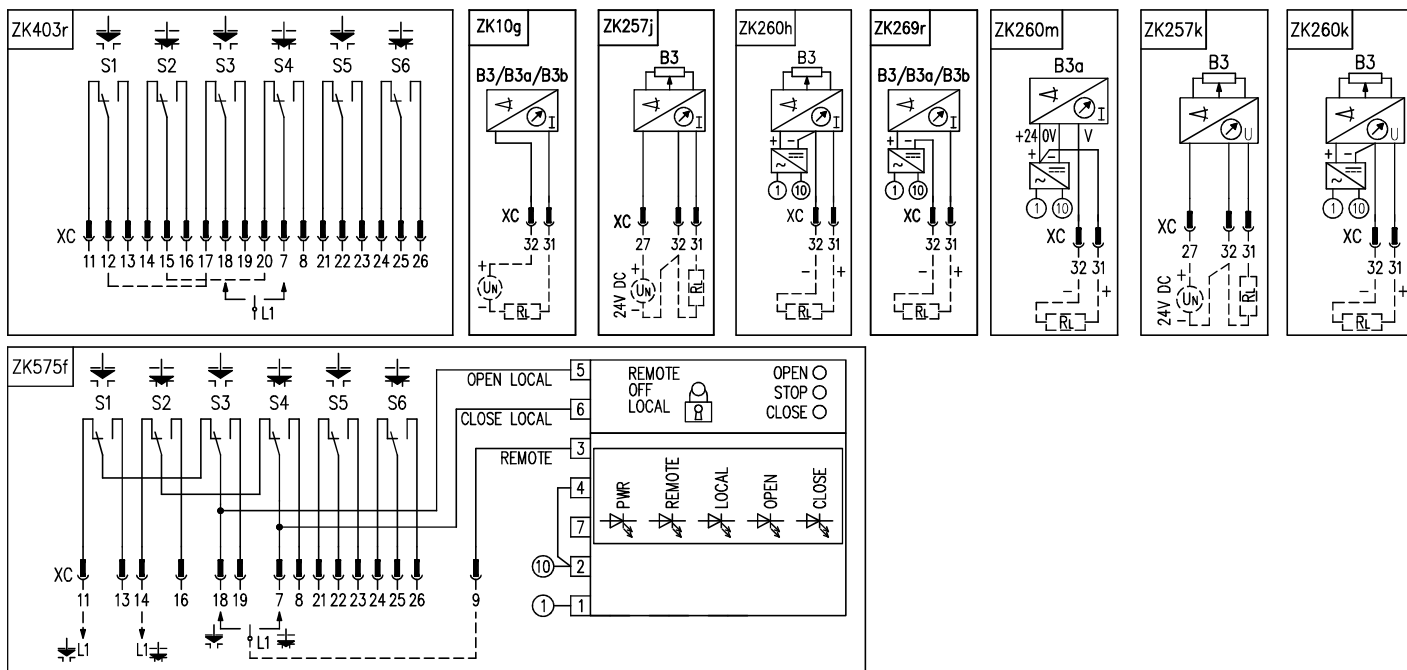 ZK403r
S1 S2 S3 S4 S5 S6
XC
11 12 13 14 15 16 17 18 19 20 7 8 21 22 23 24 25 26
L1
ZK10g
B3/B3a/B3b
I
XC
32 31
+
UN
-
RL
ZK257j
B3
I
XC
27 32 31
+
24V DC
UN
-
RL
ZK260h
B3
I
+ -
~
1 10
XC
32 31
- +
RL
ZK269r
B3/B3a/B3b
I
+ -
~
1 10
XC
32 31
- +
RL
ZK260m
B3a
I
+24 0V V
+ -
~
1 10
XC
32 31
- +
RL
ZK257k
B3
U
XC
27 32 31
+
24V DC
UN
-
RL
ZK260k
B3
U
+ -
~
1 10
XC
32 31
- +
RL
ZK575f
S1 S2 S3 S4 S5 S6
OPEN LOCAL 5
CLOSE LOCAL 6
REMOTE 3
4
7
10 2
1 1
REMOTE
OFF
LOCAL
OPEN
STOP
CLOSE
PWR
REMOTE
LOCAL
OPEN
CLOSE
XC
11 13 14 16 18 19 7 8 21 22 23 24 25 26 9
L1 L1 L1